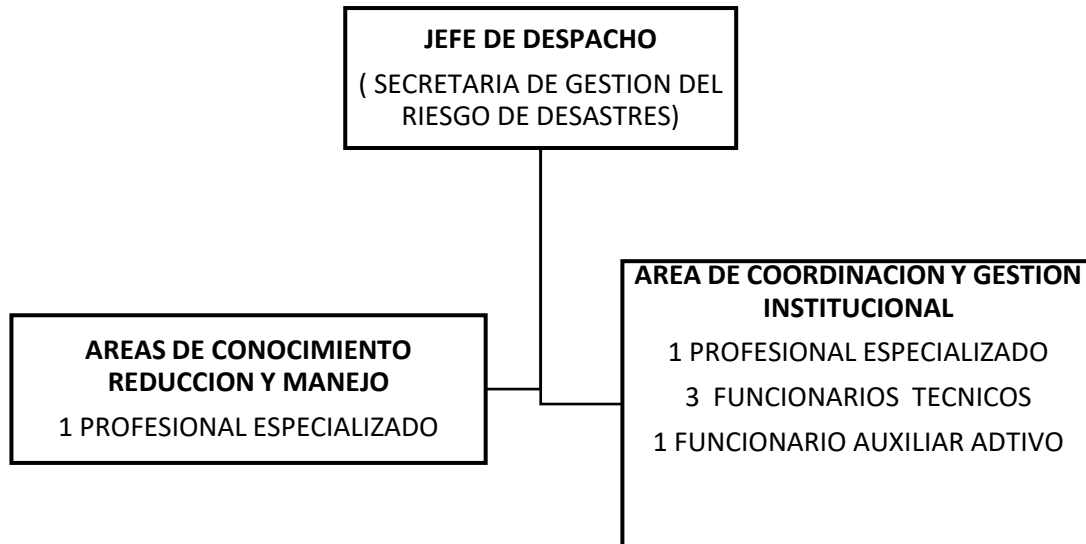 JEFE DE DESPACHO
( SECRETARIA DE GESTION DEL
RIESGO DE DESASTRES)
AREAS DE CONOCIMIENTO
REDUCCION Y MANEJO
1 PROFESIONAL ESPECIALIZADO
AREA DE COORDINACION Y GESTION
INSTITUCIONAL
1 PROFESIONAL ESPECIALIZADO
3 FUNCIONARIOS TECNICOS
1 FUNCIONARIO AUXILIAR ADTIVO